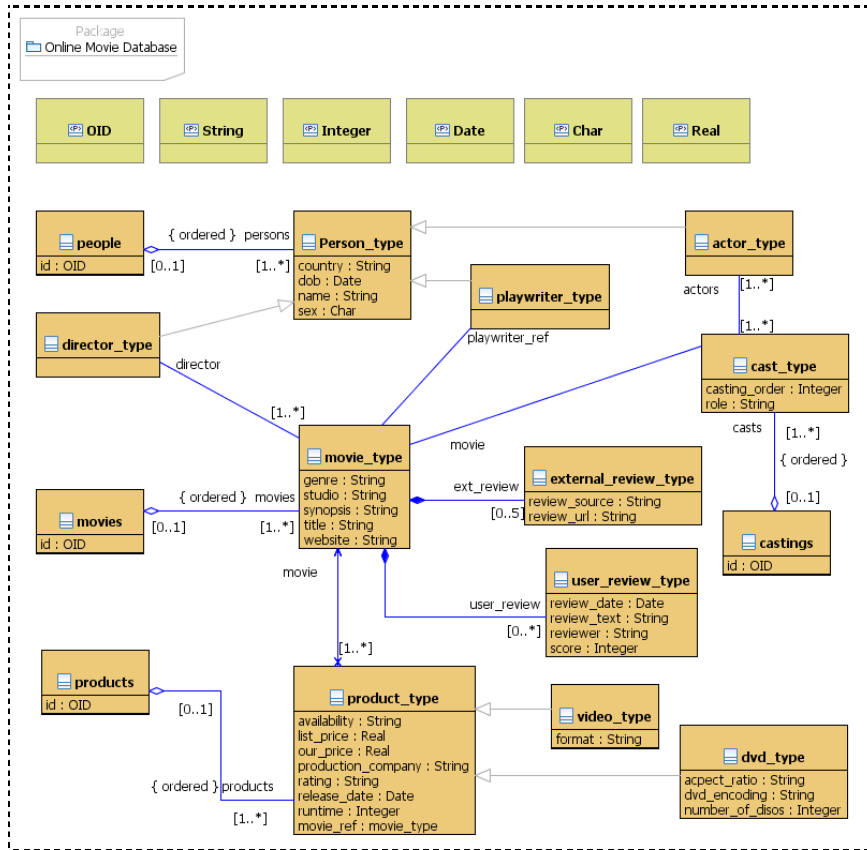 Package
Online Movie Database
OID
String
Integer
Date
Char
Real
people
id : OID
{ ordered } persons
[0..1]
[1..*]
Person_type
country : String
dob : Date
name : String
sex : Char
actor_type
actors
[1..*]
[1..*]
playwriter_type
playwriter_ref
director_type
director
[1..*]
cast_type
casting_order : Integer
role : String
casts
[1..*]
{ ordered }
[0..1]
castings
id : OID
movie
movie_type
genre : String
studio : String
synopsis : String
title : String
website : String
ext_review
[0..5]
external_review_type
review_source : String
review_url : String
movies
id : OID
{ ordered } movies
[0..1]
[1..*]
movie
[1..*]
user_review
[0..*]
user_review_type
review_date : Date
review_text : String
reviewer : String
score : Integer
products
id : OID
[0..1]
{ ordered } products
[1..*]
product_type
availability : String
list_price : Real
our_price : Real
production_company : String
rating : String
release_date : Date
runtime : Integer
movie_ref : movie_type
video_type
format : String
dvd_type
acpect_ratio : String
dvd_encoding : String
number_of_disos : Integer